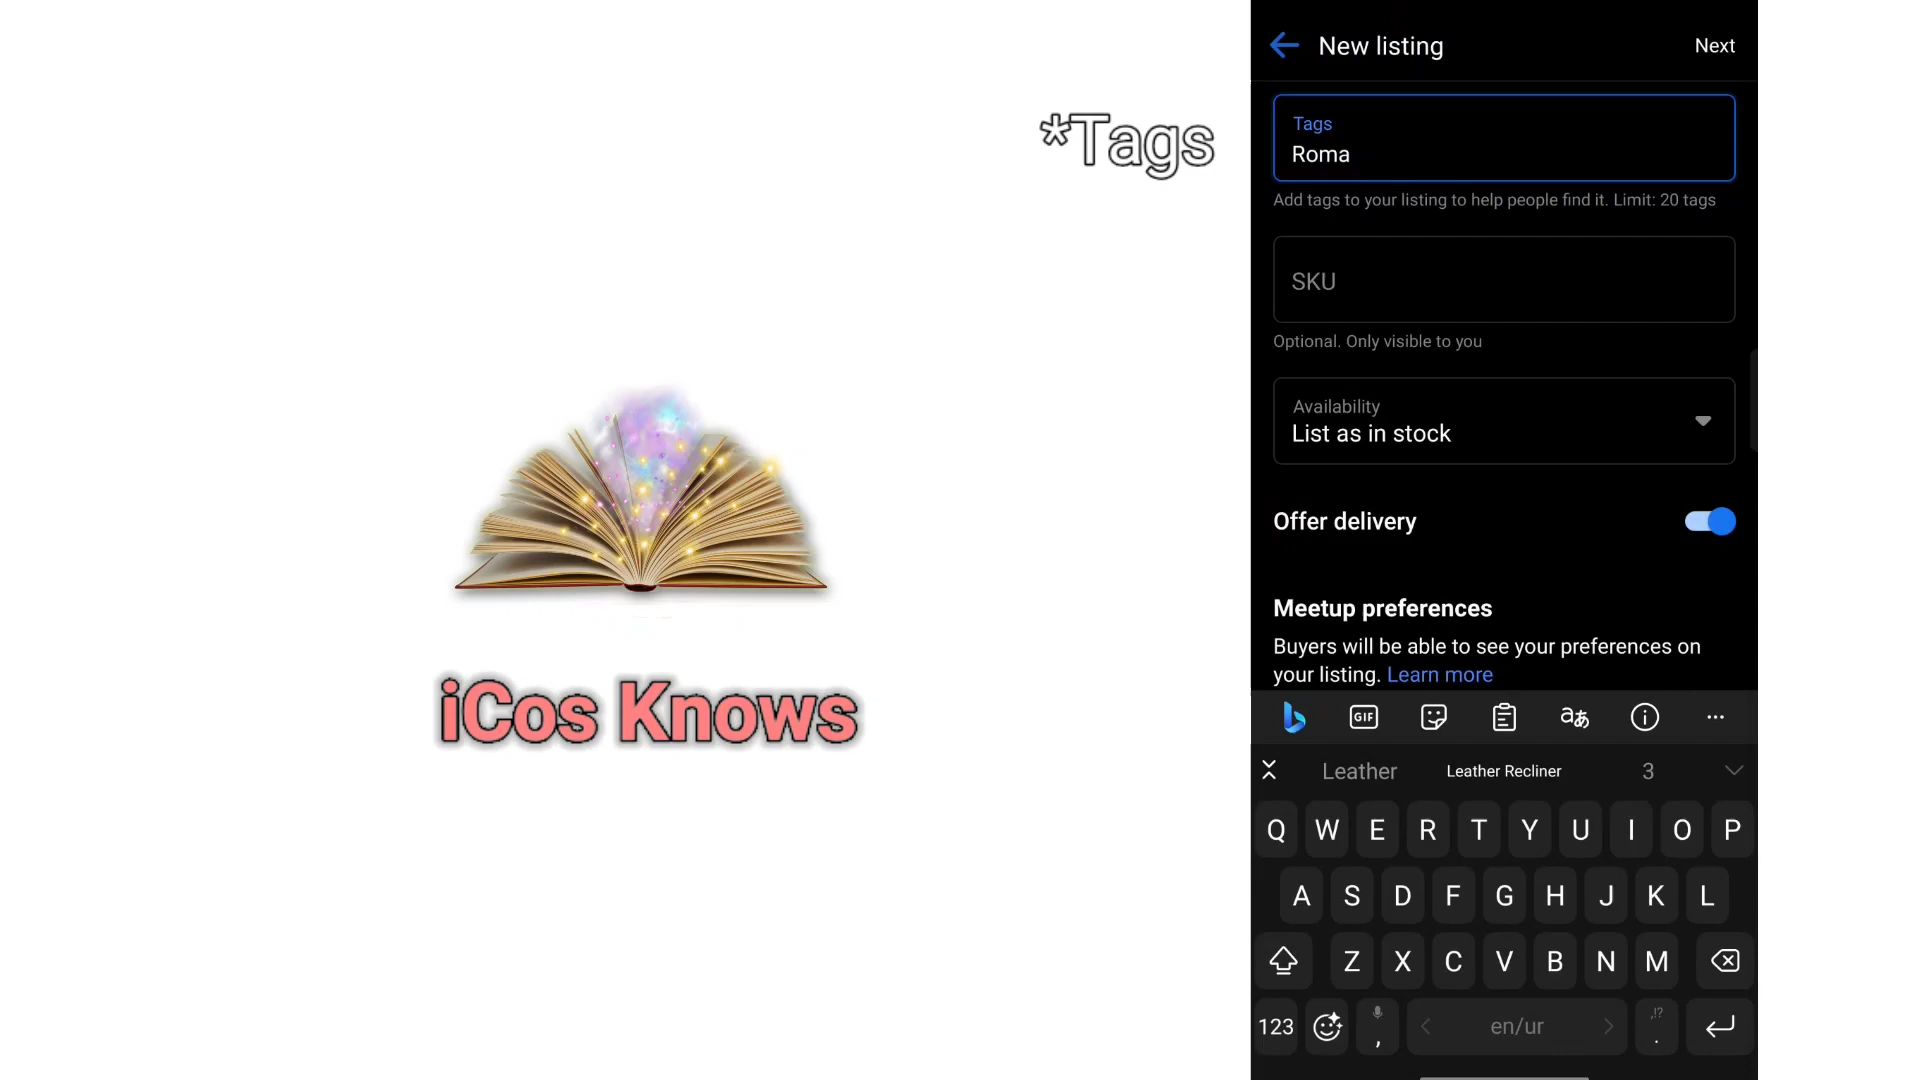 New listing
Next
*Tags
Tags
Roma
Add tags to your listing to help people find it. Limit: 20 tags
SKU
Optional. Only visible to you
Availability
List as in stock
Offer delivery
Meetup preferences
Buyers will be able to see your preferences on
your listing. Learn more
iCos Knows
GIF
aあ
Leather
Leather Recliner
3
Q W E R T Y U I O P
A S D F G H J K L
Z X C V B N M
123
,
en/ur
,!?
.